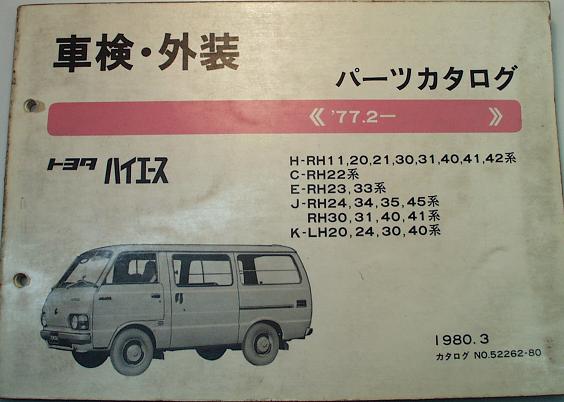 車検・外装
パーツカタログ
《 '77.2— 》
トヨタ ハイエース
H-RH11,20,21,30,31,40,41,42系
C-RH22系
E-RH23,33系
J-RH24,34,35,45系
RH30,31,40,41系
K-LH20,24,30,40系
1980.3
カタログ NO.52262-80